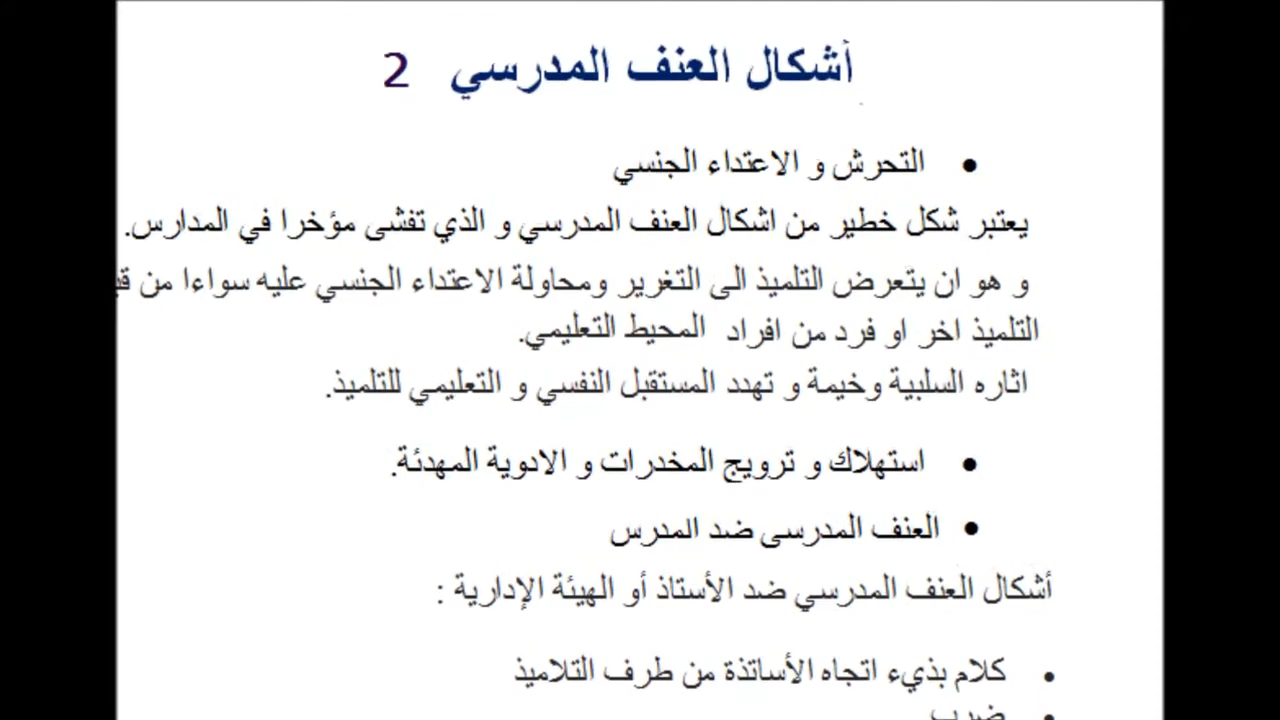 أشكال العنف المدرسي 2
• التحرش و الاعتداء الجنسي
يعتبر شكل خطير من اشكال العنف المدرسي و الذي تفشى مؤخرا في المدارس.
و هو ان يتعرض التلميذ الى التغرير ومحاولة الاعتداء الجنسي عليه سواءا من
التلميذ اخر او فرد من افراد المحيط التعليمي.
اثاره السلبية وخيمة و تهدد المستقبل النفسي و التعليمي للتلميذ.
• استهلاك و ترويج المخدرات و الادوية المهدئة.
• العنف المدرسي ضد المدرس
أشكال العنف المدرسي ضد الأستاذ أو الهيئة الإدارية :
• كلام بذيء اتجاه الأساتذة من طرف التلاميذ
• ضرب